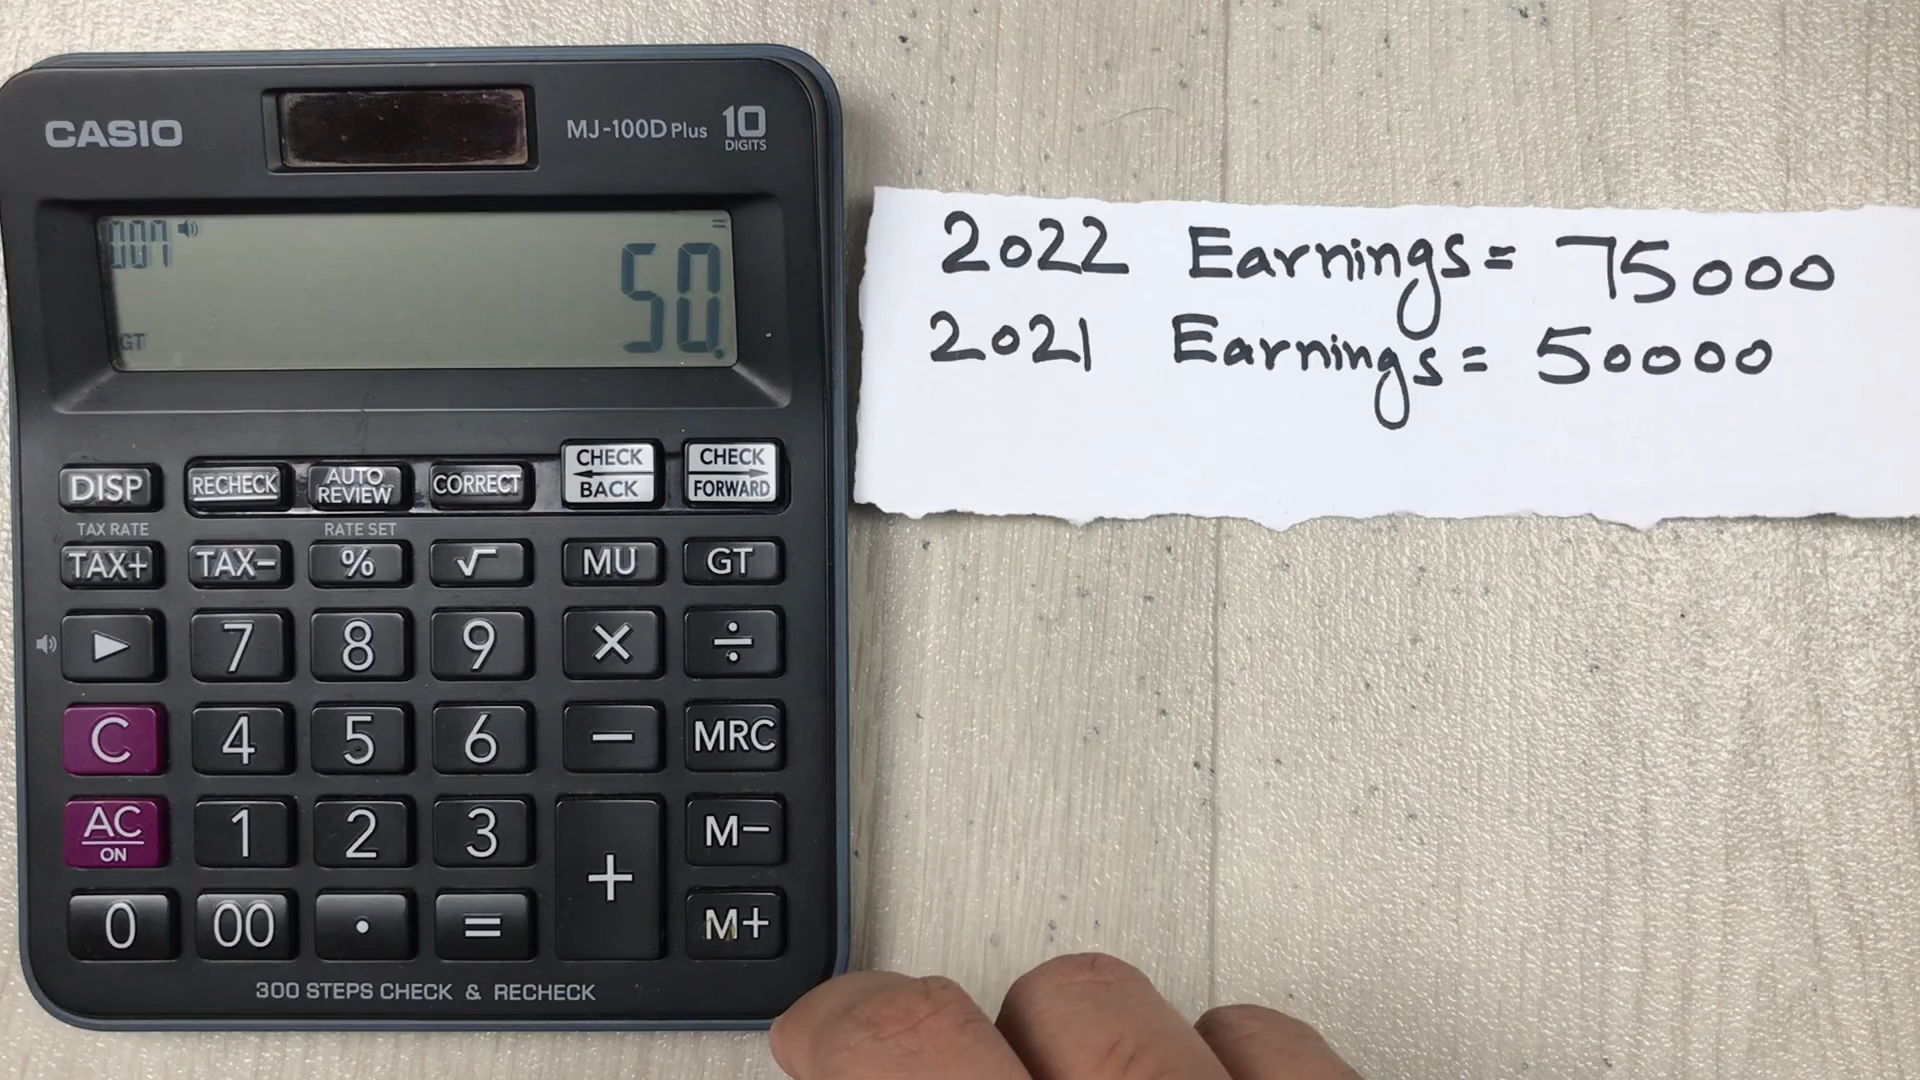 CASIO MJ-100D Plus 10 DIGITS
007 =
50.
GT
2022 Earnings = 75000
2021 Earnings = 50000
DISP RECHECK AUTO REVIEW CORRECT CHECK BACK CHECK FORWARD
TAX RATE RATE SET
TAX+ TAX− % √ MU GT
▶ 7 8 9 × ÷
C 4 5 6 − MRC
AC ON 1 2 3 + M−
0 00 . = M+
300 STEPS CHECK & RECHECK